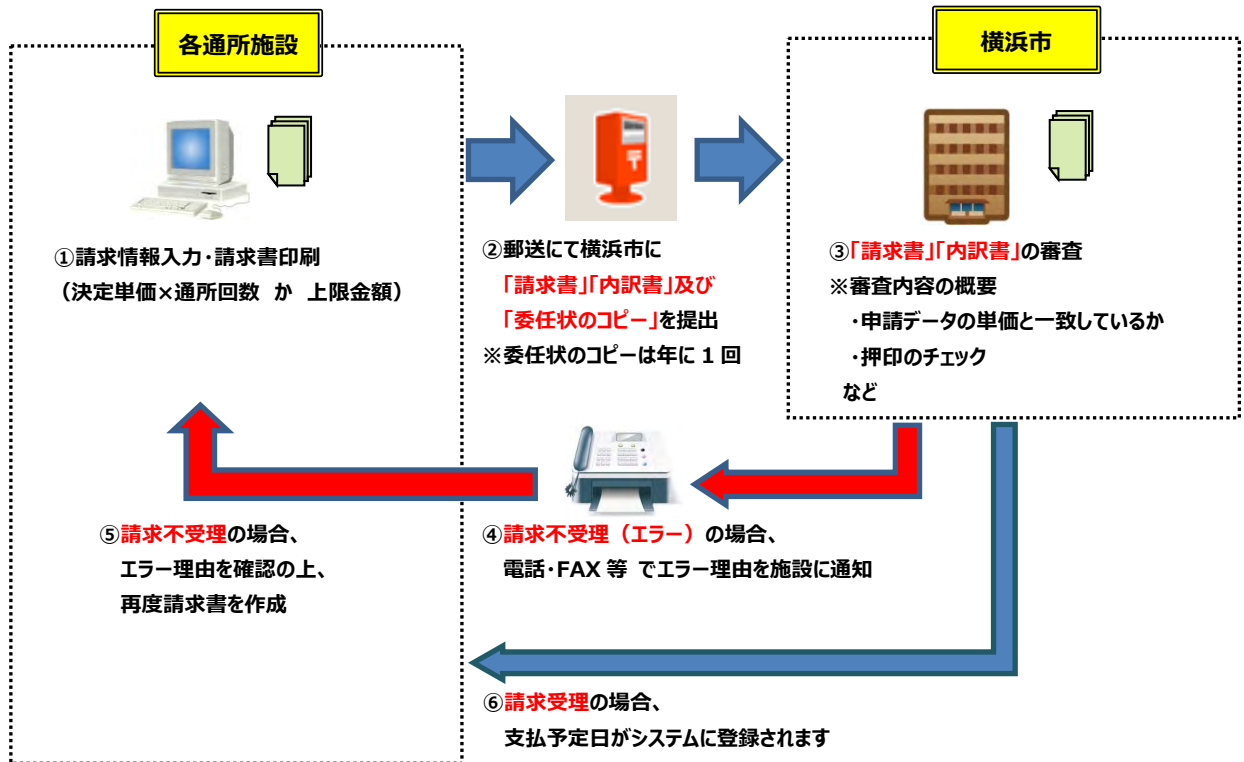 各通所施設
横浜市
①請求情報入力・請求書印刷
（決定単価×通所回数 か 上限金額）
②郵送にて横浜市に
「請求書」「内訳書」及び
「委任状のコピー」を提出
※委任状のコピーは年に 1 回
③「請求書」「内訳書」の審査
※審査内容の概要
・申請データの単価と一致しているか
・押印のチェック
など
④請求不受理（エラー）の場合、
電話・FAX 等 でエラー理由を施設に通知
⑤請求不受理の場合、
エラー理由を確認の上、
再度請求書を作成
⑥請求受理の場合、
支払予定日がシステムに登録されます